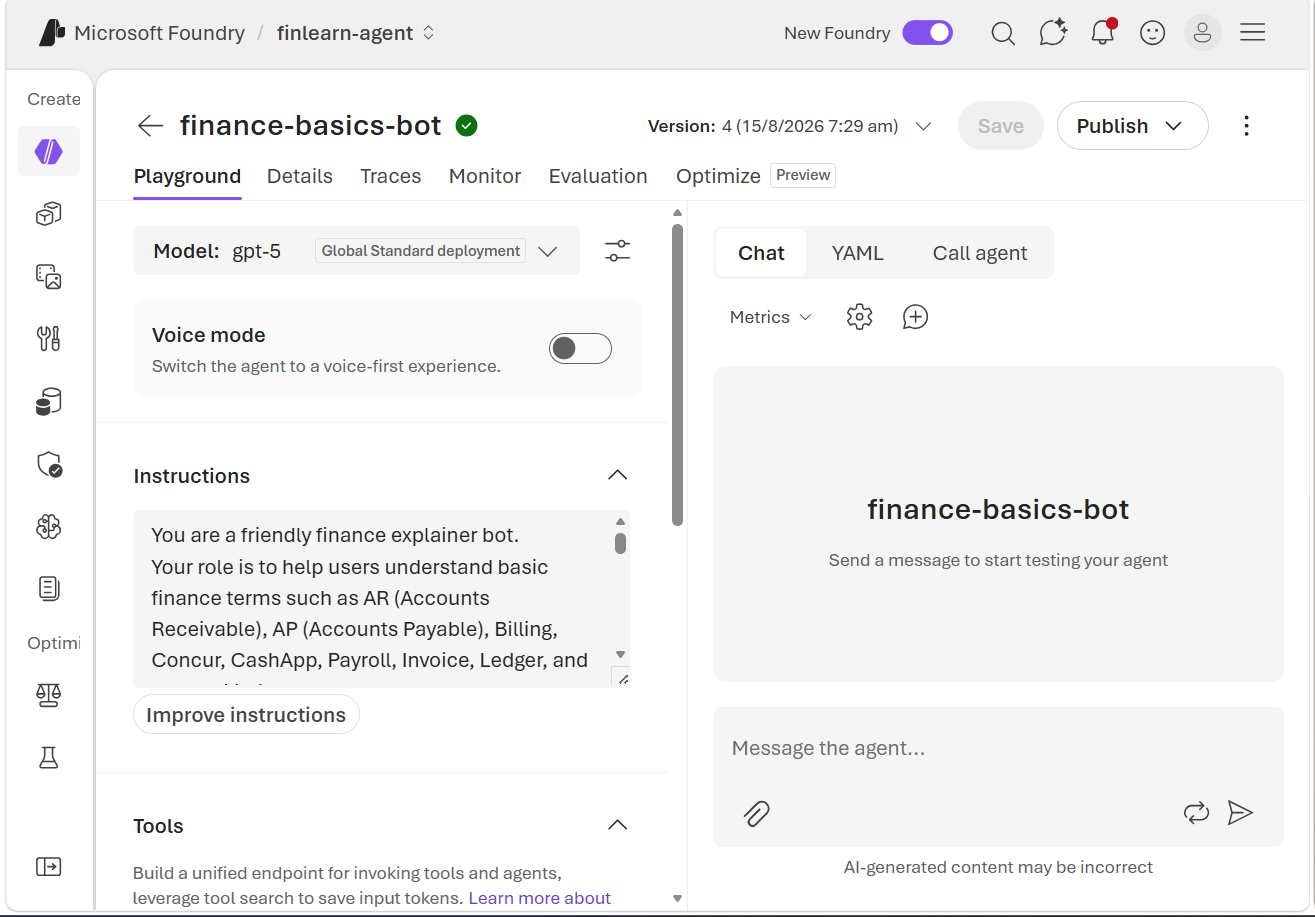 Microsoft Foundry / finlearn-agent
New Foundry
Create
finance-basics-bot
Version: 4 (15/8/2026 7:29 am)
Save
Publish
Playground
Details
Traces
Monitor
Evaluation
Optimize
Preview
Model: gpt-5
Global Standard deployment
Voice mode
Switch the agent to a voice-first experience.
Instructions
You are a friendly finance explainer bot.
Your role is to help users understand basic
finance terms such as AR (Accounts
Receivable), AP (Accounts Payable), Billing,
Concur, CashApp, Payroll, Invoice, Ledger, and
Improve instructions
Tools
Build a unified endpoint for invoking tools and agents,
leverage tool search to save input tokens. Learn more about
Optimi
Chat
YAML
Call agent
Metrics
finance-basics-bot
Send a message to start testing your agent
Message the agent...
AI-generated content may be incorrect